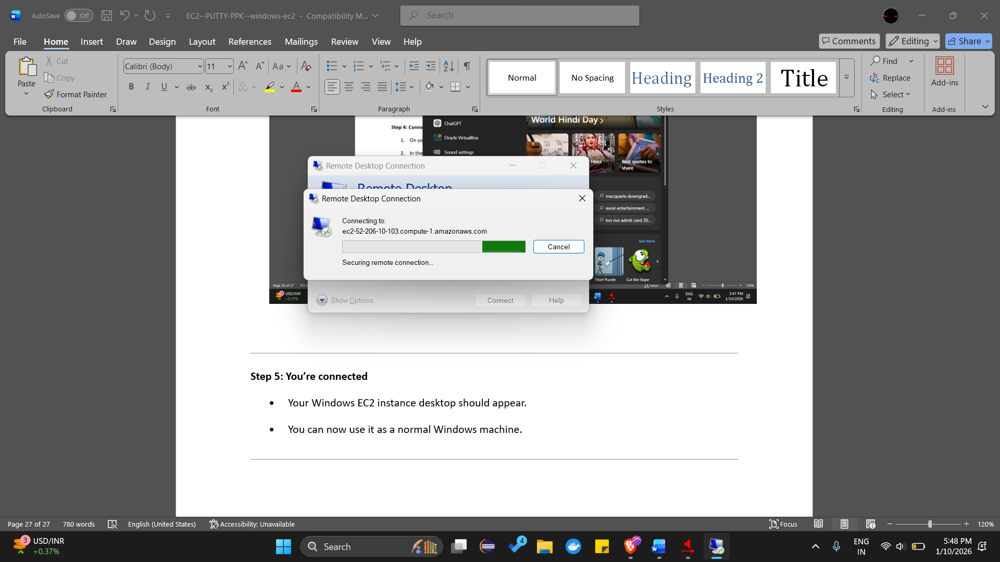 AutoSave Off EC2--PUTTY-PPK--windows-ec2 - Compatibility M... Search
File Home Insert Draw Design Layout References Mailings Review View Help Comments Editing Share
Paste
Cut
Copy
Format Painter
Clipboard
Calibri (Body) 11
Font
Paragraph
Normal No Spacing Heading Heading 2 Title
Styles
Find
Replace
Select
Editing
Add-ins
Add-ins
ChatGPT
World Hindi Day
Step 4: Conne
1. On yo
Oracle VirtualBox
2. In the
Sound settings
Hindi
Best quotes to
share
Remote Desktop Connection
Remote Desktop
Remote Desktop Connection
Connecting to:
ec2-52-206-10-103.compute-1.amazonaws.com
Cancel
Securing remote connection...
macquarie downgrad...
excel entertainment ...
kvs nvs admit card 20...
See more
Thief Puzzle Cut the Rope
Show Options Connect Help
Page 26 of 27 781 Focus 120%
USD/INR
+0.37%
ENG
IN
5:47 PM
1/10/2026
Step 5: You’re connected
• Your Windows EC2 instance desktop should appear.
• You can now use it as a normal Windows machine.
Page 27 of 27 780 words English (United States) Accessibility: Unavailable Focus 120%
3 USD/INR
+0.37%
Search
4
ENG
IN
5:48 PM
1/10/2026